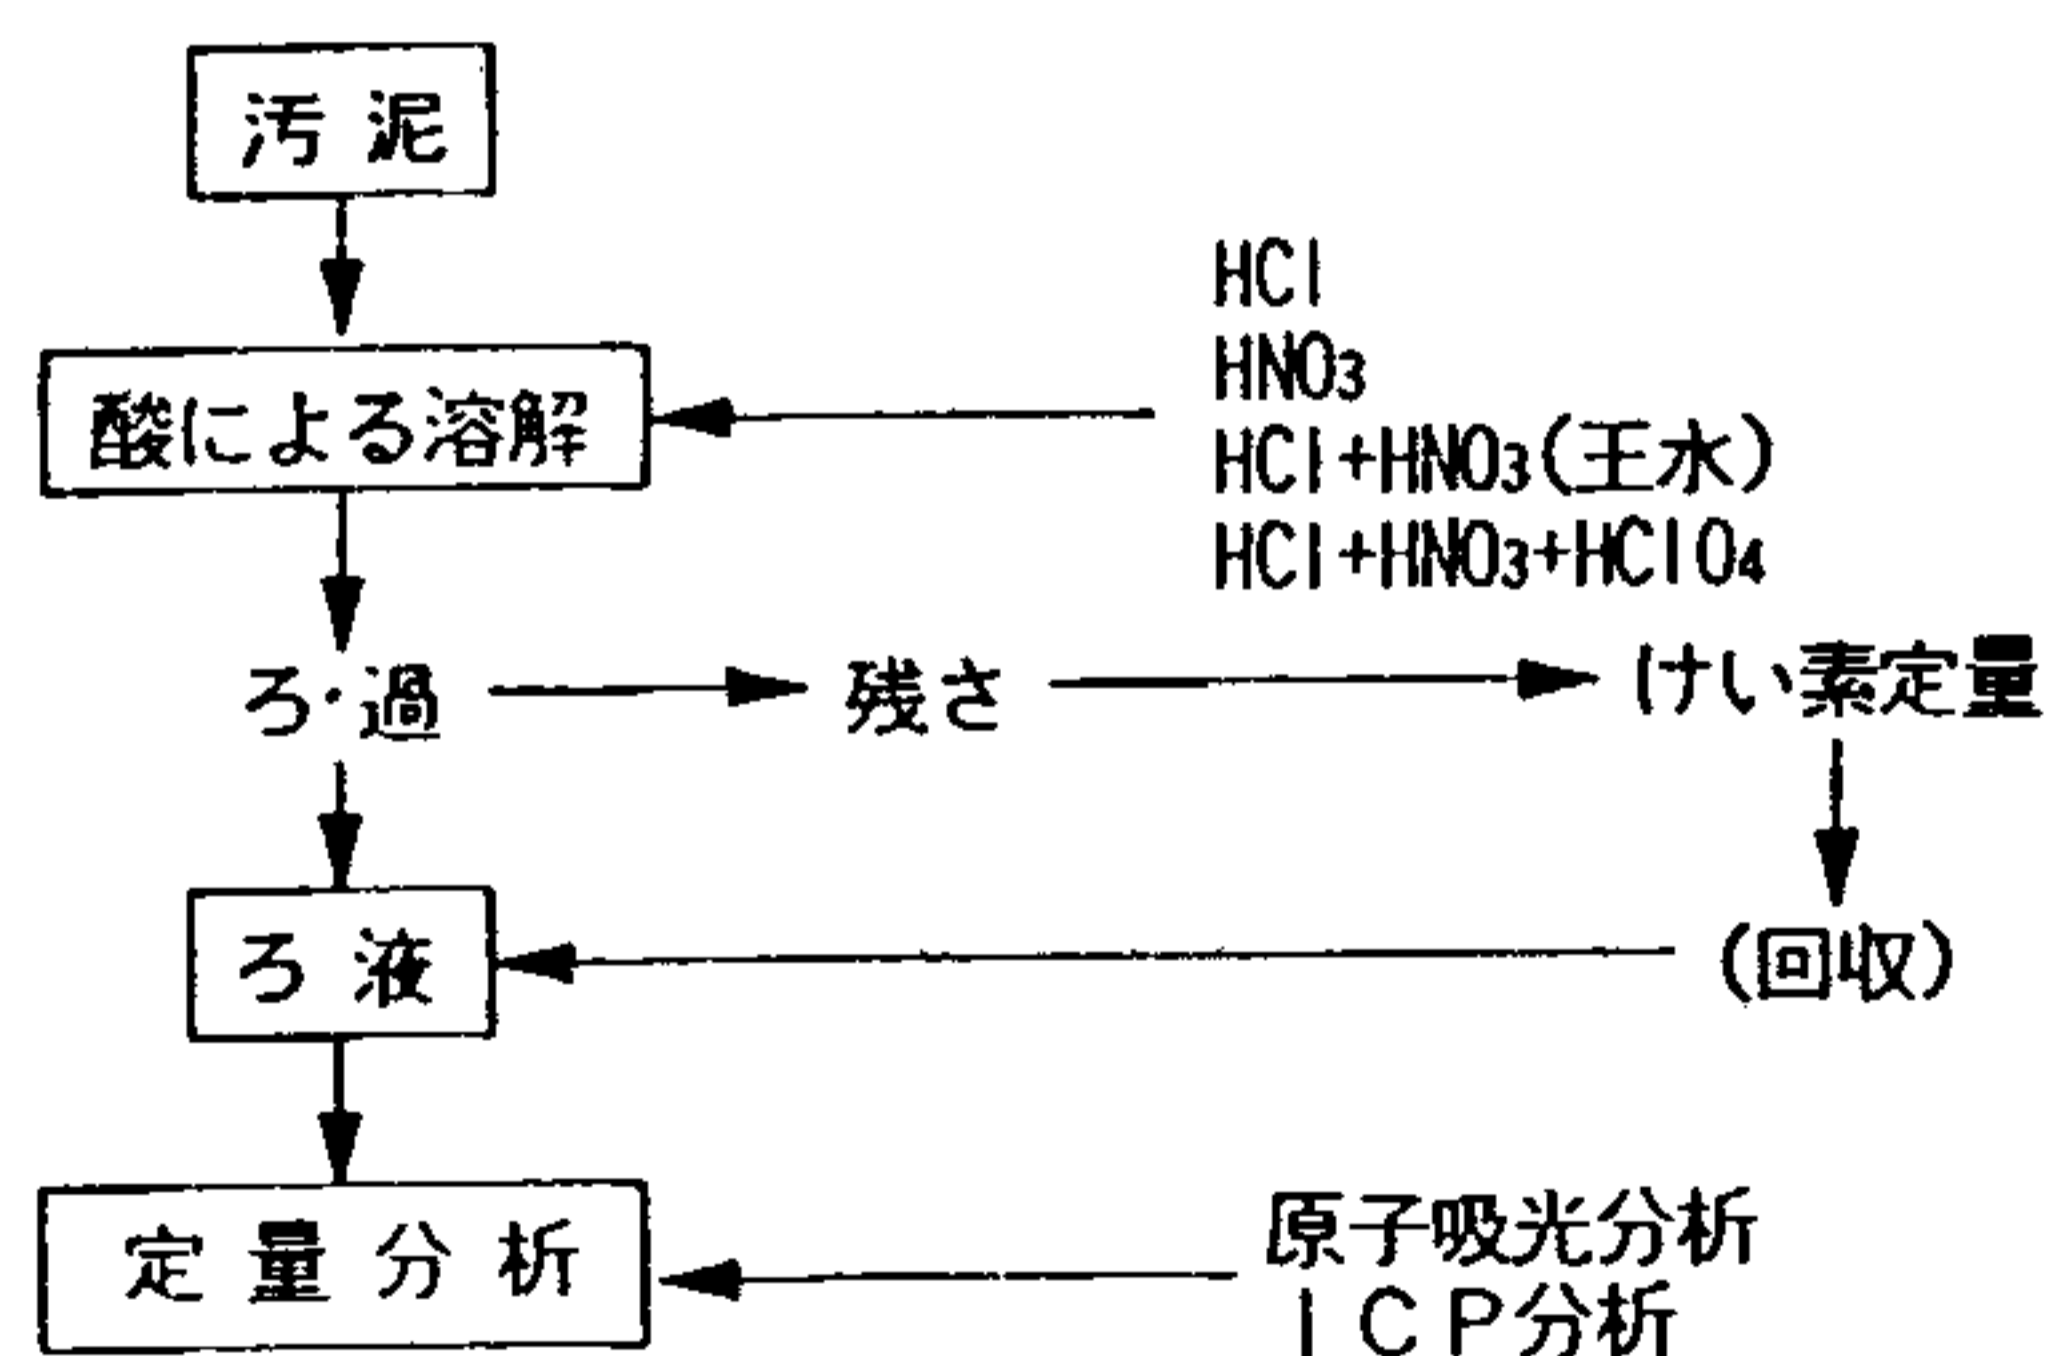 汚泥
HCl
HNO3
酸による溶解
HCl+HNO3(王水)
HCl+HNO3+HClO4
ろ過 残さ けい素定量
ろ液 (回収)
定量分析 原子吸光分析
ICP分析